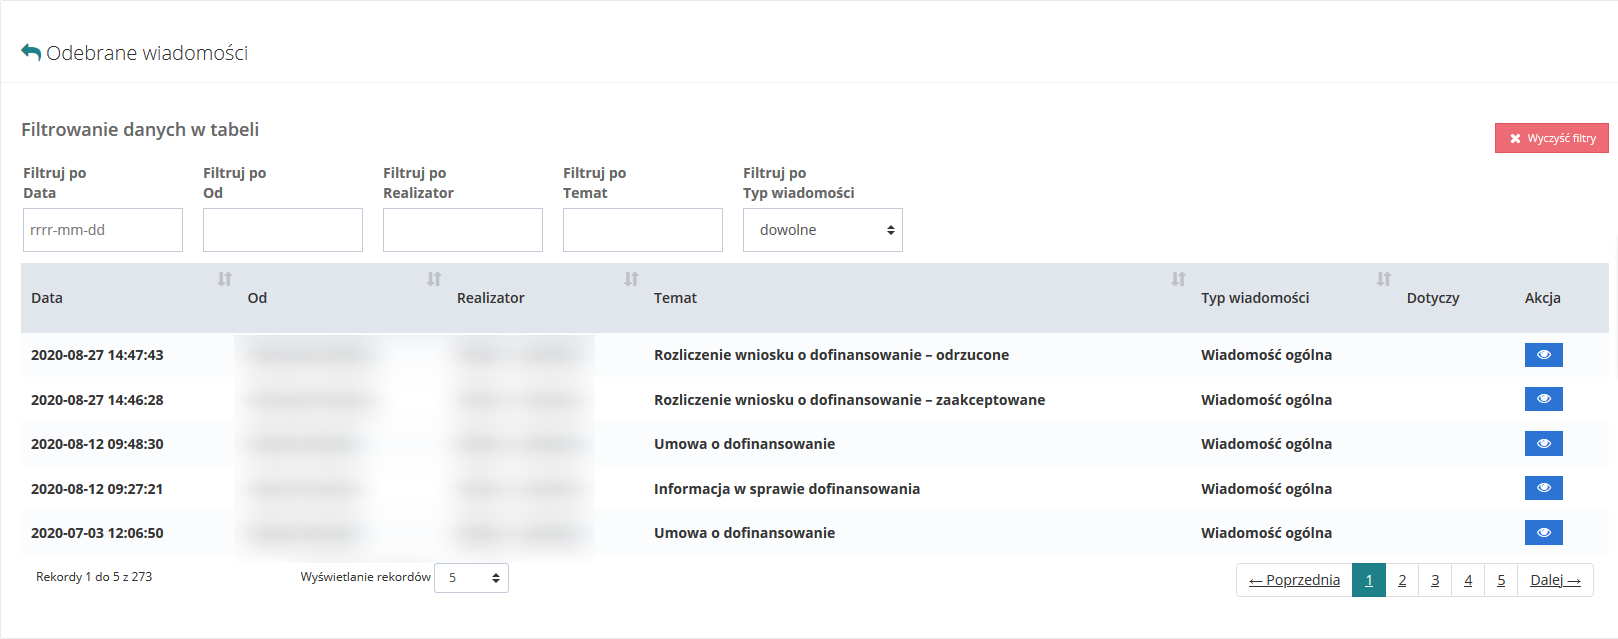 Odebrane wiadomości
Filtrowanie danych w tabeli
Wyczyść filtry
Filtruj po Data
Filtruj po Od
Filtruj po Realizator
Filtruj po Temat
Filtruj po Typ wiadomości
rrrr-mm-dd
dowolne
Data Od Realizator Temat Typ wiadomości Dotyczy Akcja
2020-08-27 14:47:43 Rozliczenie wniosku o dofinansowanie – odrzucone Wiadomość ogólna
2020-08-27 14:46:28 Rozliczenie wniosku o dofinansowanie – zaakceptowane Wiadomość ogólna
2020-08-12 09:48:30 Umowa o dofinansowanie Wiadomość ogólna
2020-08-12 09:27:21 Informacja w sprawie dofinansowania Wiadomość ogólna
2020-07-03 12:06:50 Umowa o dofinansowanie Wiadomość ogólna
Rekordy 1 do 5 z 273 Wyświetlanie rekordów 5 ← Poprzednia 1 2 3 4 5 Dalej →